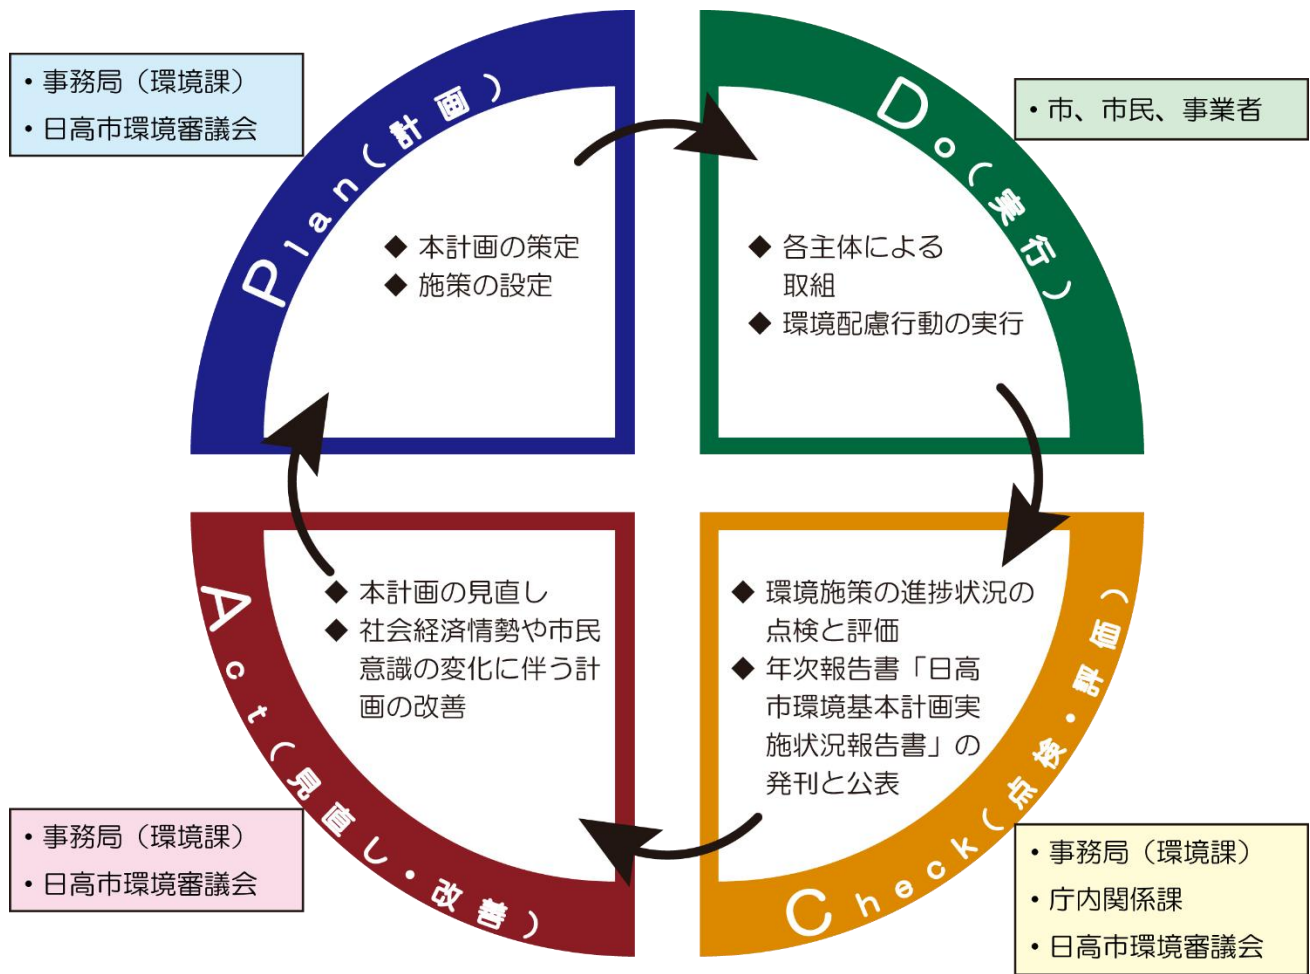 ・事務局（環境課）
・日高市環境審議会
Plan（計画）
◆ 本計画の策定
◆ 施策の設定
・市、市民、事業者
Do（実行）
◆ 各主体による
取組
◆ 環境配慮行動の実行
Check（点検・評価）
◆ 環境施策の進捗状況の
点検と評価
◆ 年次報告書「日高
市環境基本計画実
施状況報告書」の
発刊と公表
・事務局（環境課）
・庁内関係課
・日高市環境審議会
Act（見直し・改善）
◆ 本計画の見直し
◆ 社会経済情勢や市民
意識の変化に伴う計
画の改善
・事務局（環境課）
・日高市環境審議会